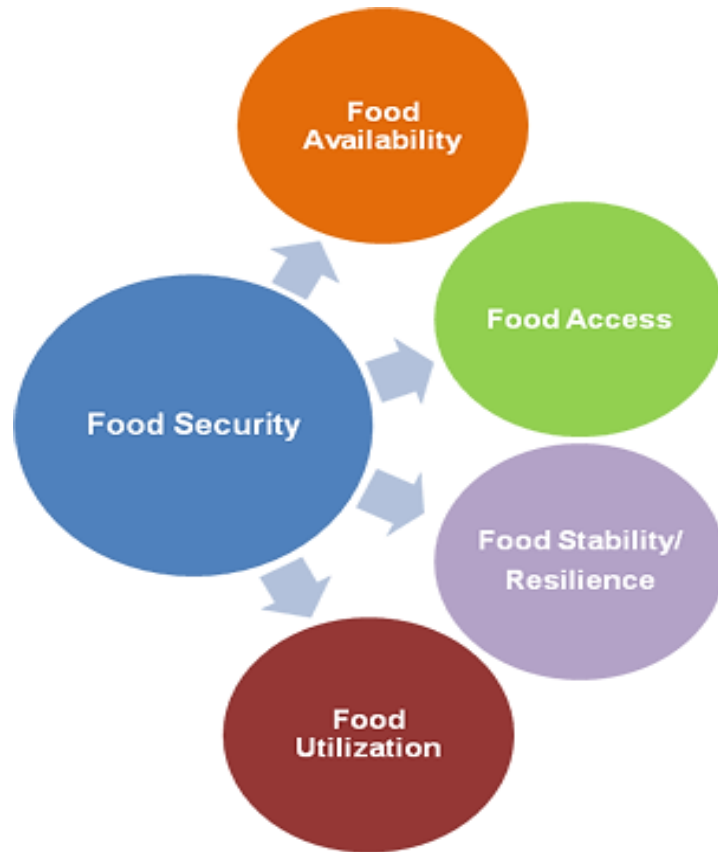 Food
Availability
Food Access
Food Security
Food Stability/
Resilience
Food
Utilization